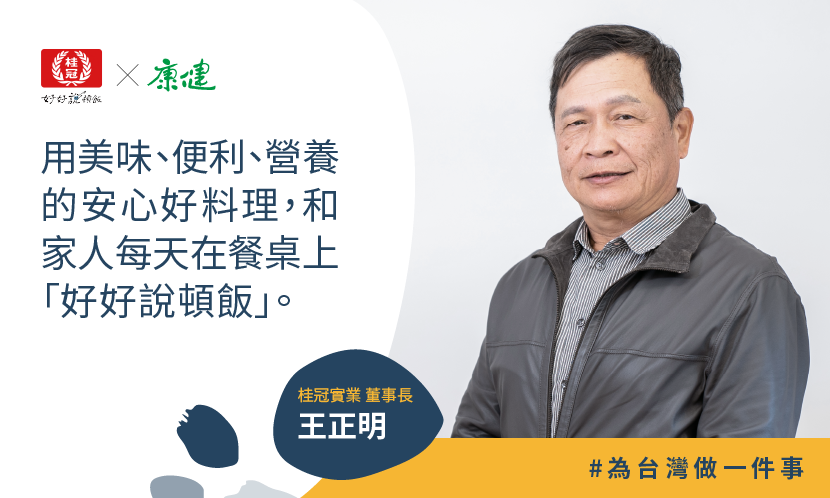 桂冠
好好說頓飯
康健
用美味、便利、營養
的安心好料理,和
家人每天在餐桌上
「好好說頓飯」。
桂冠實業 董事長
王正明
#為台灣做一件事